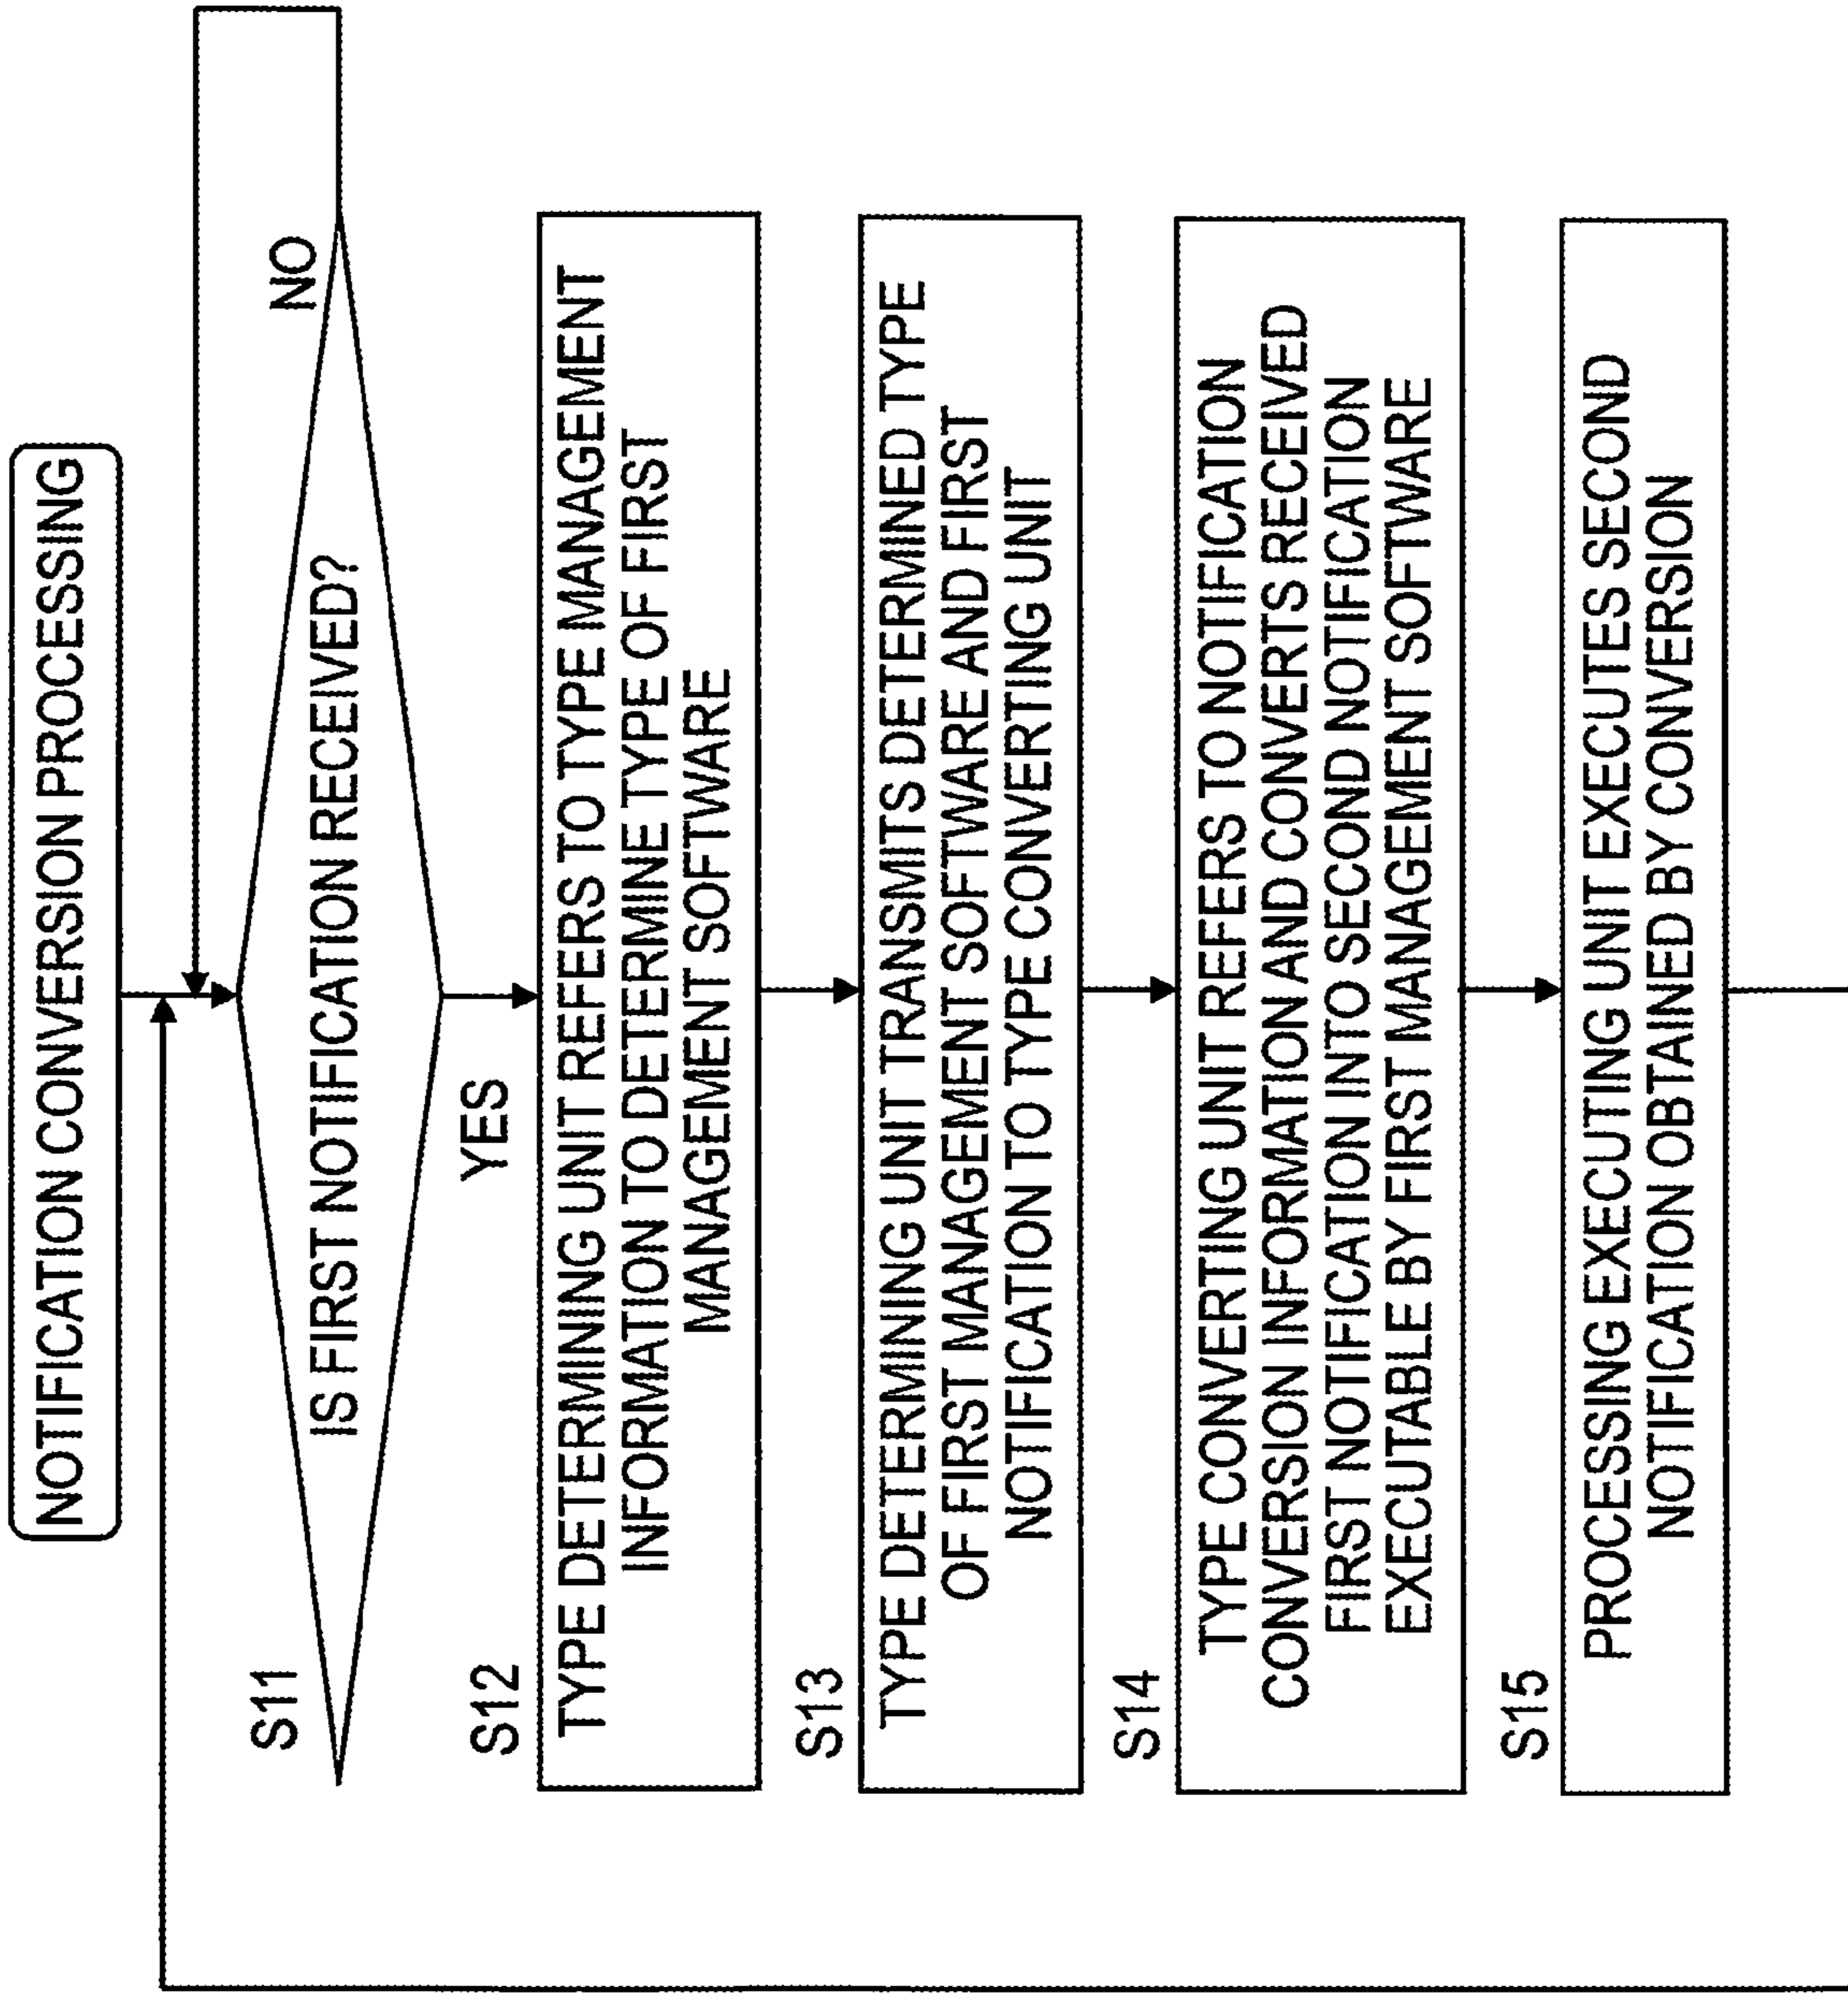 NOTIFICATION CONVERSION PROCESSING
S11
IS FIRST NOTIFICATION RECEIVED?
NO
YES
S12
TYPE DETERMINING UNIT REFERS TO TYPE MANAGEMENT
INFORMATION TO DETERMINE TYPE OF FIRST
MANAGEMENT SOFTWARE
S13
TYPE DETERMINING UNIT TRANSMITS DETERMINED TYPE
OF FIRST MANAGEMENT SOFTWARE AND FIRST
NOTIFICATION TO TYPE CONVERTING UNIT
S14
TYPE CONVERTING UNIT REFERS TO NOTIFICATION
CONVERSION INFORMATION AND CONVERTS RECEIVED
FIRST NOTIFICATION INTO SECOND NOTIFICATION
EXECUTABLE BY FIRST MANAGEMENT SOFTWARE
S15
PROCESSING EXECUTING UNIT EXECUTES SECOND
NOTIFICATION OBTAINED BY CONVERSION